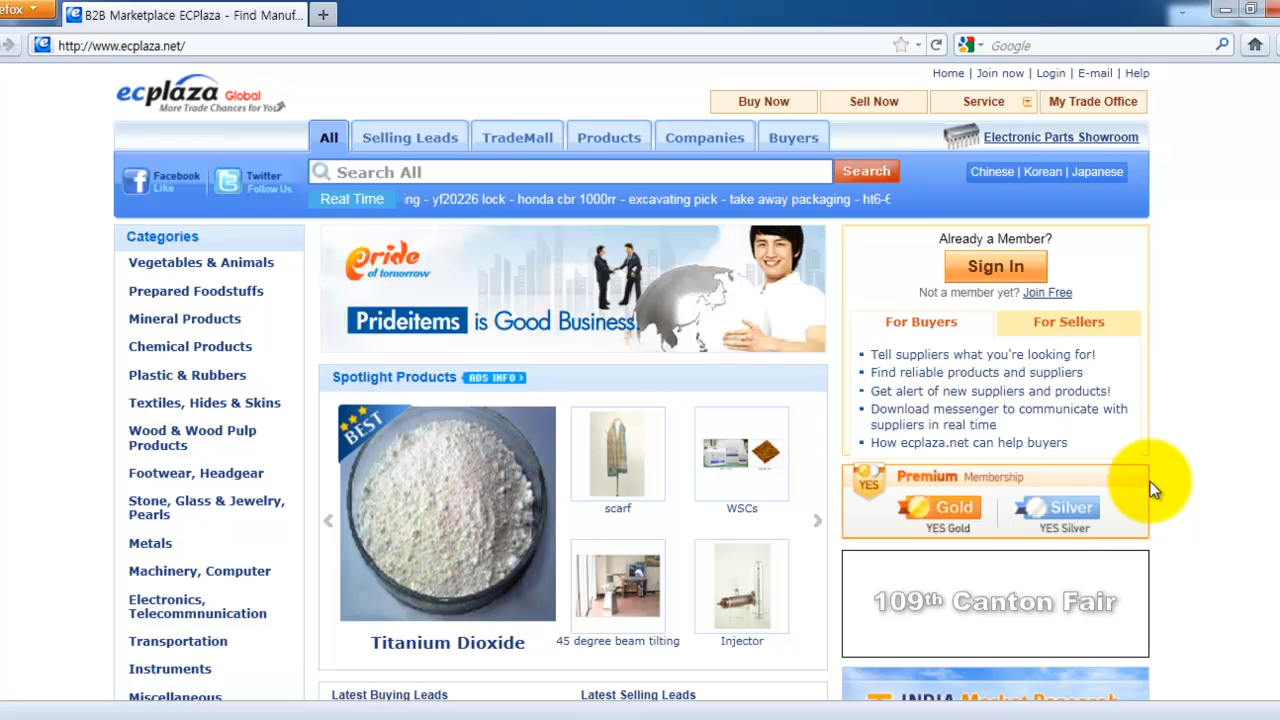 efox
B2B Marketplace ECPlaza - Find Manuf...
http://www.ecplaza.net/
Google
ecplaza Global
More Trade Chances for You
Home | Join now | Login | E-mail | Help
Buy Now
Sell Now
Service
My Trade Office
All
Selling Leads
TradeMall
Products
Companies
Buyers
Electronic Parts Showroom
Facebook
Like
Twitter
Follow Us
Search All
Search
Chinese | Korean | Japanese
Real Time
ing - yf20226 lock - honda cbr 1000rr - excavating pick - take away packaging - ht6-6
Categories
Vegetables & Animals
Prepared Foodstuffs
Mineral Products
Chemical Products
Plastic & Rubbers
Textiles, Hides & Skins
Wood & Wood Pulp
Products
Footwear, Headgear
Stone, Glass & Jewelry,
Pearls
Metals
Machinery, Computer
Electronics,
Telecommnunication
Transportation
Instruments
Miscellaneous
pride
of tomorrow
Prideitems is Good Business.
Spotlight Products ADS INFO
BEST
Titanium Dioxide
scarf
WSCs
45 degree beam tilting
Injector
Latest Buying Leads
Latest Selling Leads
Already a Member?
Sign In
Not a member yet? Join Free
For Buyers
For Sellers
Tell suppliers what you're looking for!
Find reliable products and suppliers
Get alert of new suppliers and products!
Download messenger to communicate with
suppliers in real time
How ecplaza.net can help buyers
YES
Premium Membership
Gold
Silver
YES Gold
YES Silver
109th Canton Fair
INDIA Market Research